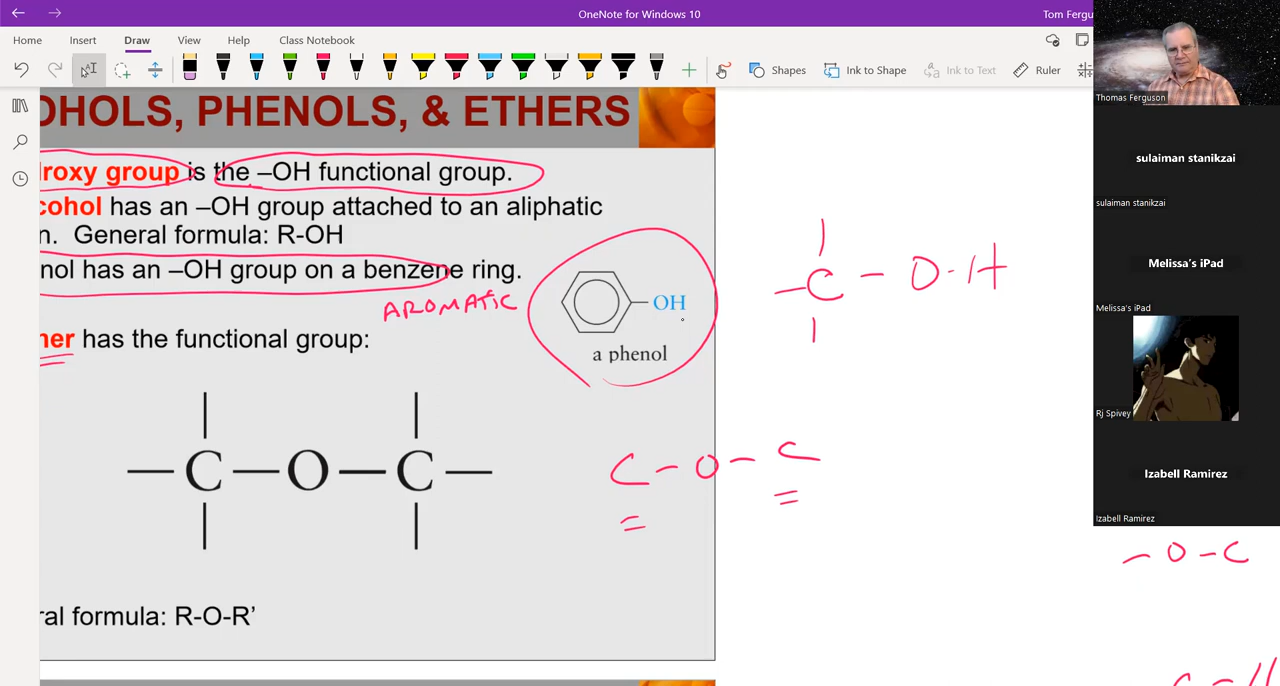 OneNote for Windows 10
Tom Fergu
Home Insert Draw View Help Class Notebook
Shapes Ink to Shape Ink to Text Ruler
OHOLS, PHENOLS, & ETHERS
roxy group is the –OH functional group.
cohol has an –OH group attached to an aliphatic
n. General formula: R-OH
nol has an –OH group on a benzene ring.
AROMATIC
OH
a phenol
her has the functional group:
C O C
ral formula: R-O-R’
– C – O - H
C – O – C
– O – C
C
Thomas Ferguson
sulaiman stanikzai
sulaiman stanikzai
Melissa's iPad
Melissa's iPad
Rj Spivey
Izabell Ramirez
Izabell Ramirez